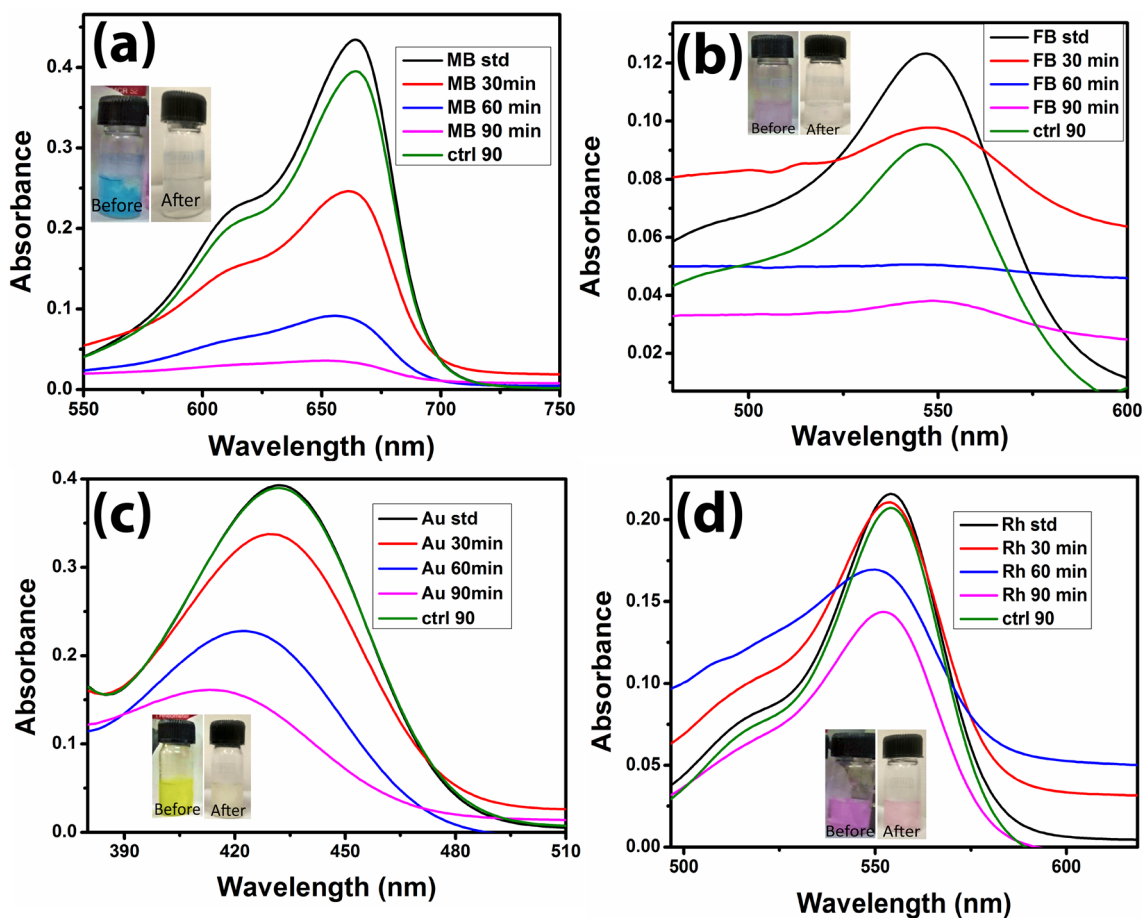 (a)
MB std
MB 30min
MB 60 min
MB 90 min
ctrl 90
Before
After
0.4
0.3
0.2
0.1
0.0
550
600
650
700
750
Absorbance
Wavelength (nm)
(b)
FB std
FB 30 min
FB 60 min
FB 90 min
ctrl 90
Before
After
0.12
0.10
0.08
0.06
0.04
0.02
500
550
600
Absorbance
Wavelength (nm)
(c)
Au std
Au 30min
Au 60min
Au 90min
ctrl 90
Before
After
0.4
0.3
0.2
0.1
0.0
390
420
450
480
510
Absorbance
Wavelength (nm)
(d)
Rh std
Rh 30 min
Rh 60 min
Rh 90 min
ctrl 90
Before
After
0.20
0.15
0.10
0.05
0.00
500
550
600
Absorbance
Wavelength (nm)